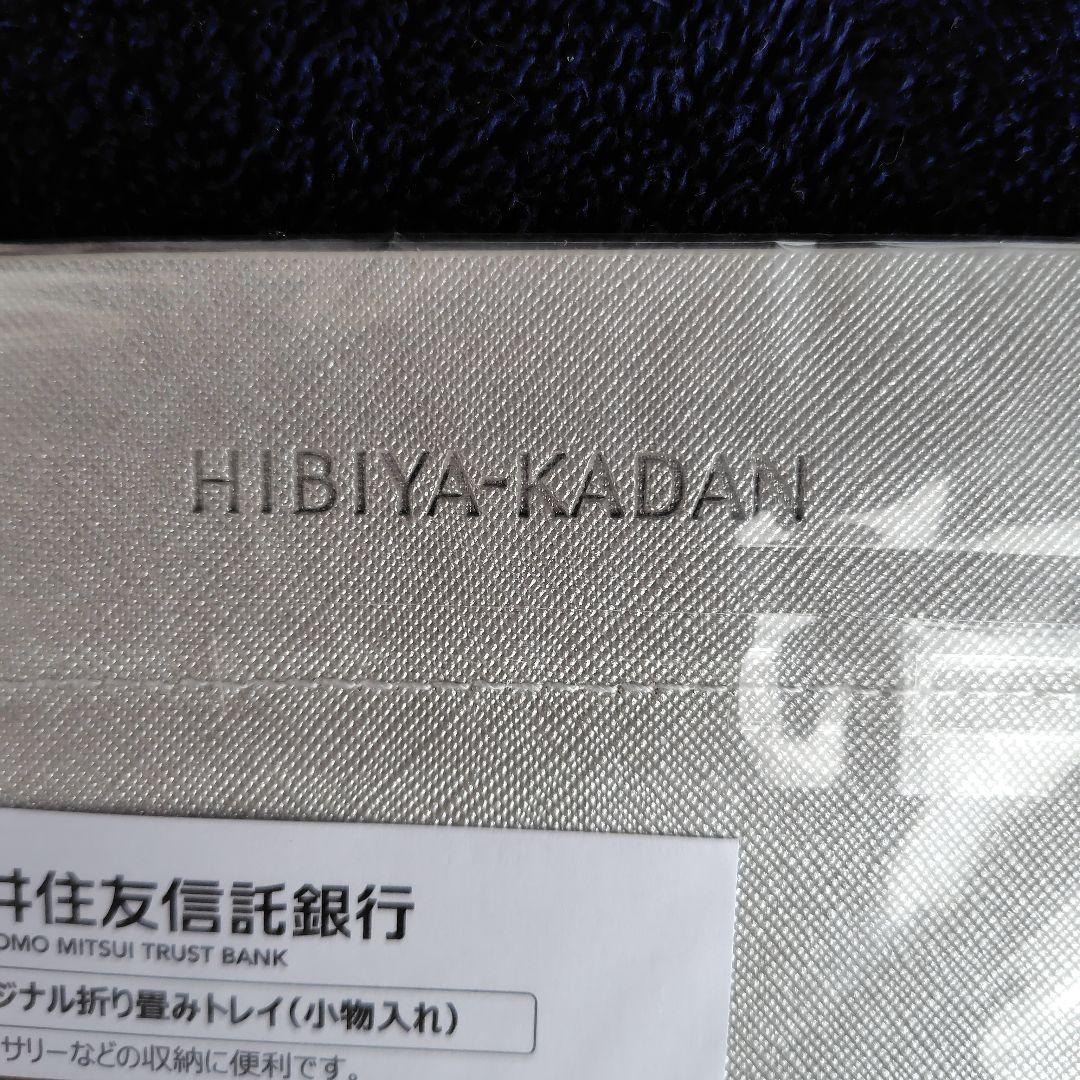 HIBIYA-KADAN
井住友信託銀行
OMO MITSUI TRUST BANK
ジナル折り畳みトレイ(小物入れ)
サリーなどの収納に便利です。